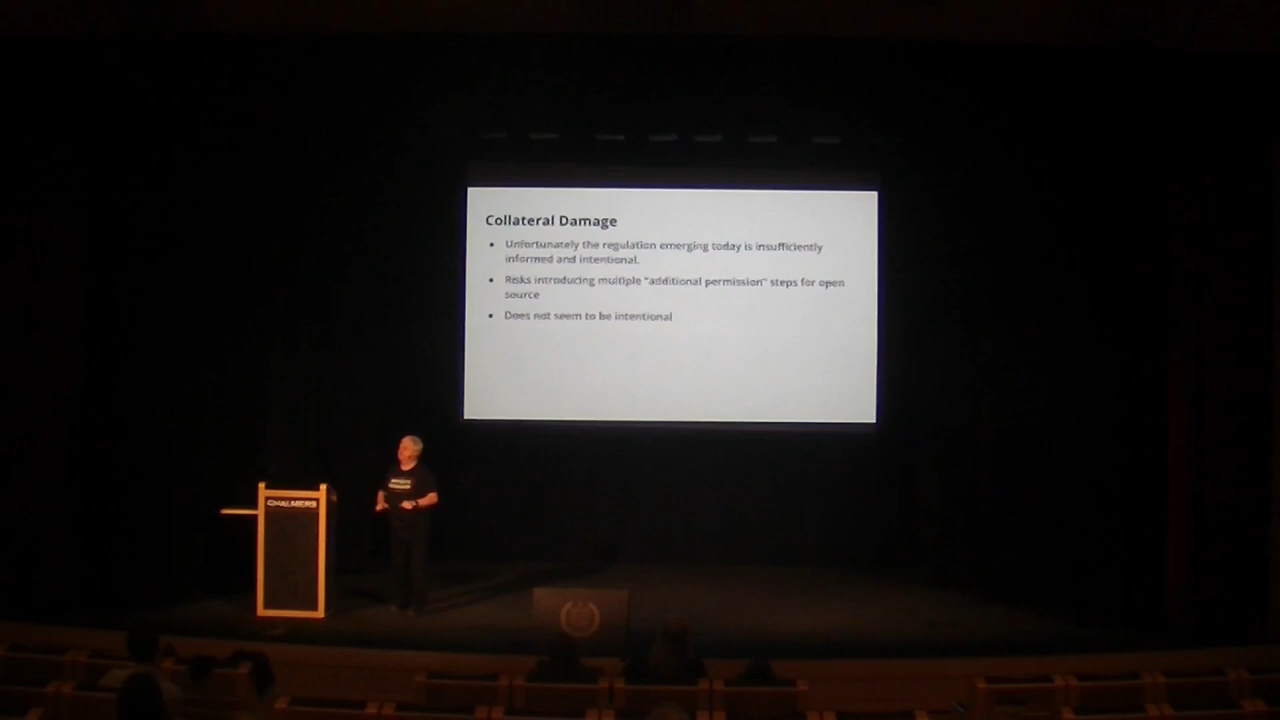 Collateral Damage
• Unfortunately the regulation emerging today is insufficiently
informed and intentional.
• Risks introducing multiple "additional permission" steps for open
source
• Does not seem to be intentional
CHALMERS